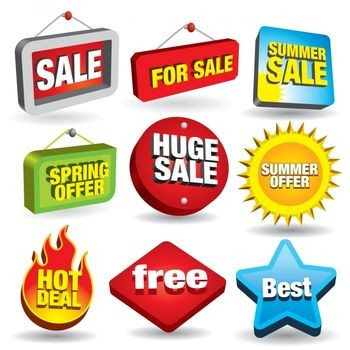 SALE
FOR SALE
SUMMER
SALE
SPRING
OFFER
HUGE
SALE
SUMMER
OFFER
HOT
DEAL
free
Best